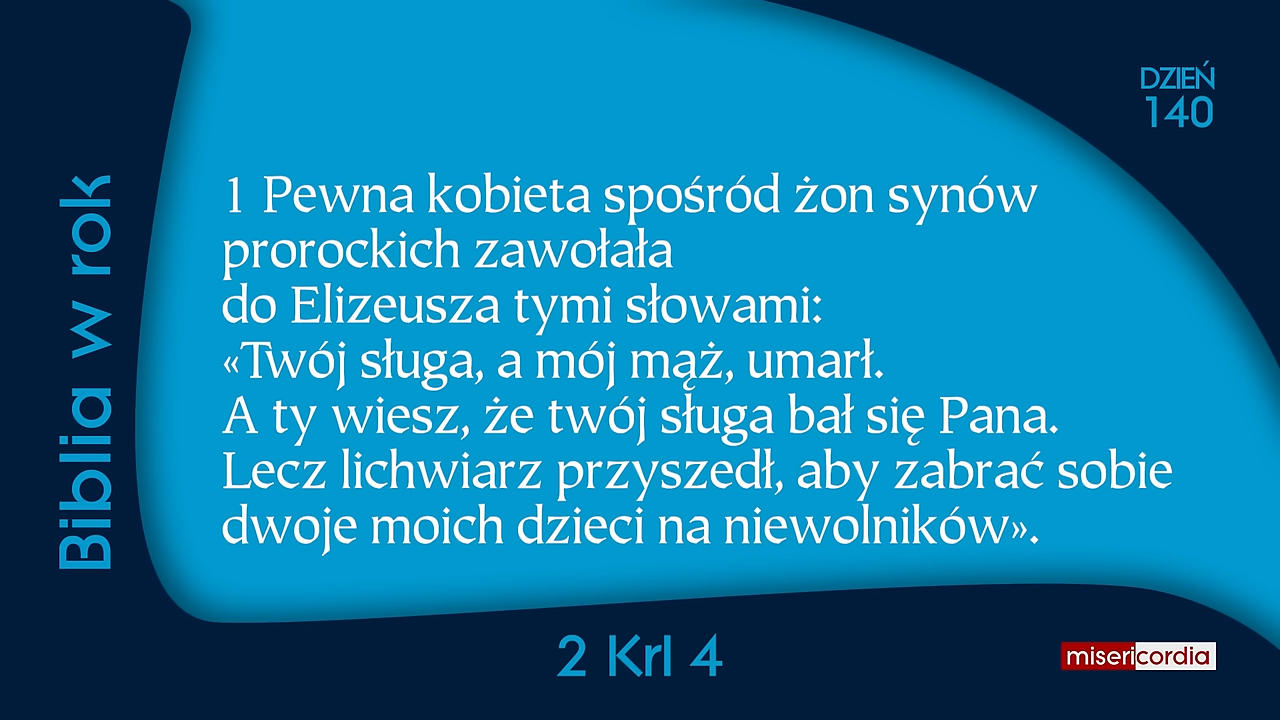 DZIEŃ
140
Biblia w rok
1 Pewna kobieta spośród żon synów
prorockich zawołała
do Elizeusza tymi słowami:
«Twój sługa, a mój mąż, umarł.
A ty wiesz, że twój sługa bał się Pana.
Lecz lichwiarz przyszedł, aby zabrać sobie
dwoje moich dzieci na niewolników».
2 Krl 4
misericordia